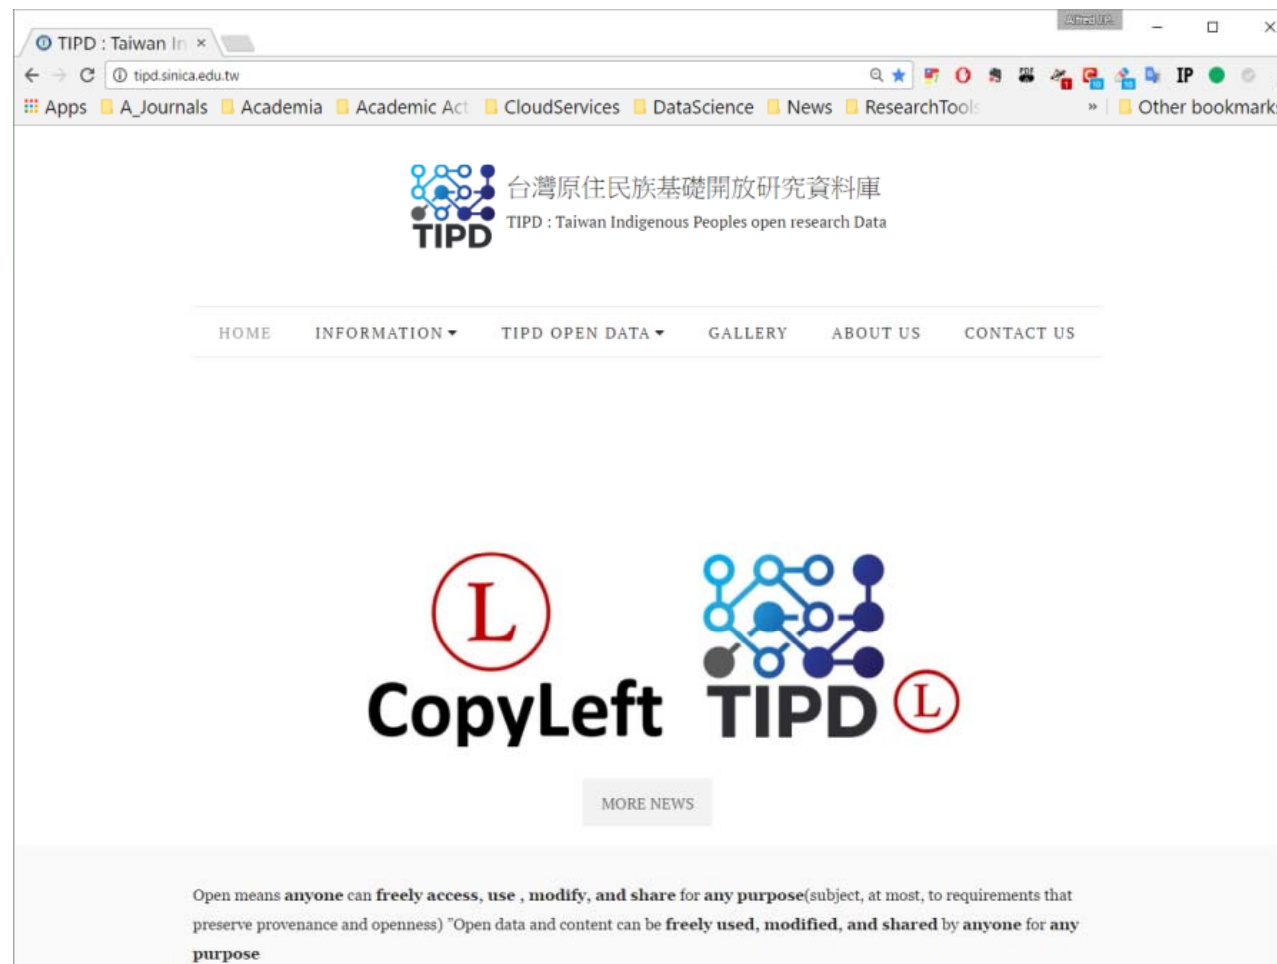 TIPD : Taiwan In
tipd.sinica.edu.tw
IP
Apps A_Journals Academia Academic Act CloudServices DataScience News ResearchTools » Other bookmarks
台灣原住民族基礎開放研究資料庫
TIPD
TIPD : Taiwan Indigenous Peoples open research Data
HOME INFORMATION TIPD OPEN DATA GALLERY ABOUT US CONTACT US
L
CopyLeft TIPD L
MORE NEWS
Open means anyone can freely access, use , modify, and share for any purpose(subject, at most, to requirements that
preserve provenance and openness) "Open data and content can be freely used, modified, and shared by anyone for any
purpose